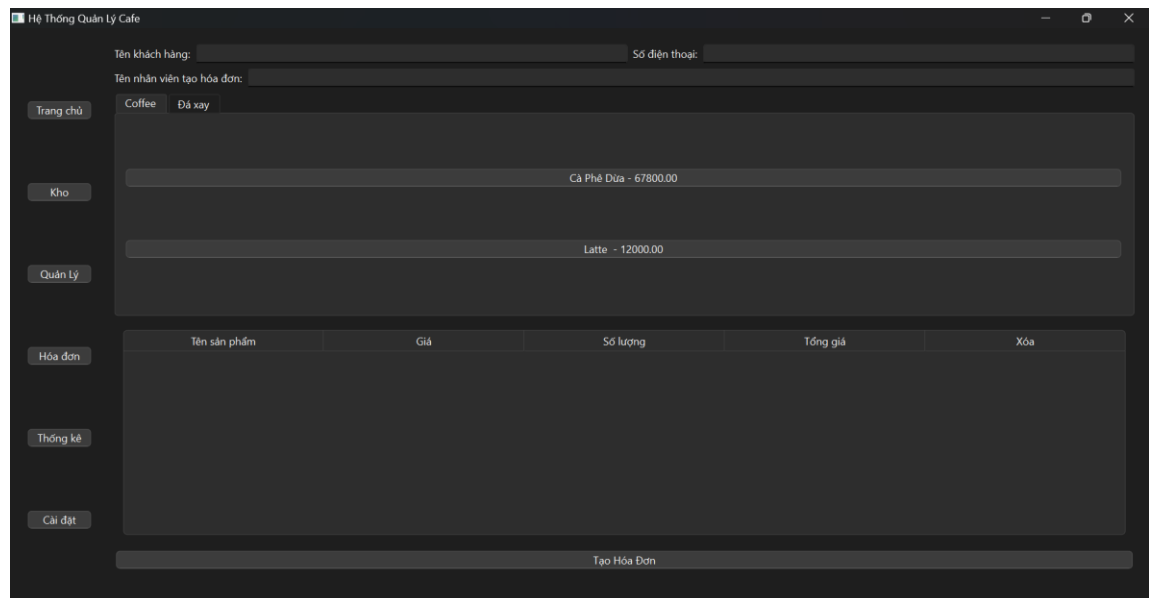 Hệ Thống Quản Lý Cafe
Tên khách hàng:
Số điện thoại:
Tên nhân viên tạo hóa đơn:
Trang chủ
Kho
Quản Lý
Hóa đơn
Thống kê
Cài đặt
Coffee Đá xay
Cà Phê Dừa - 67800.00
Latte - 12000.00
Tên sản phẩm Giá Số lượng Tổng giá Xóa
Tạo Hóa Đơn